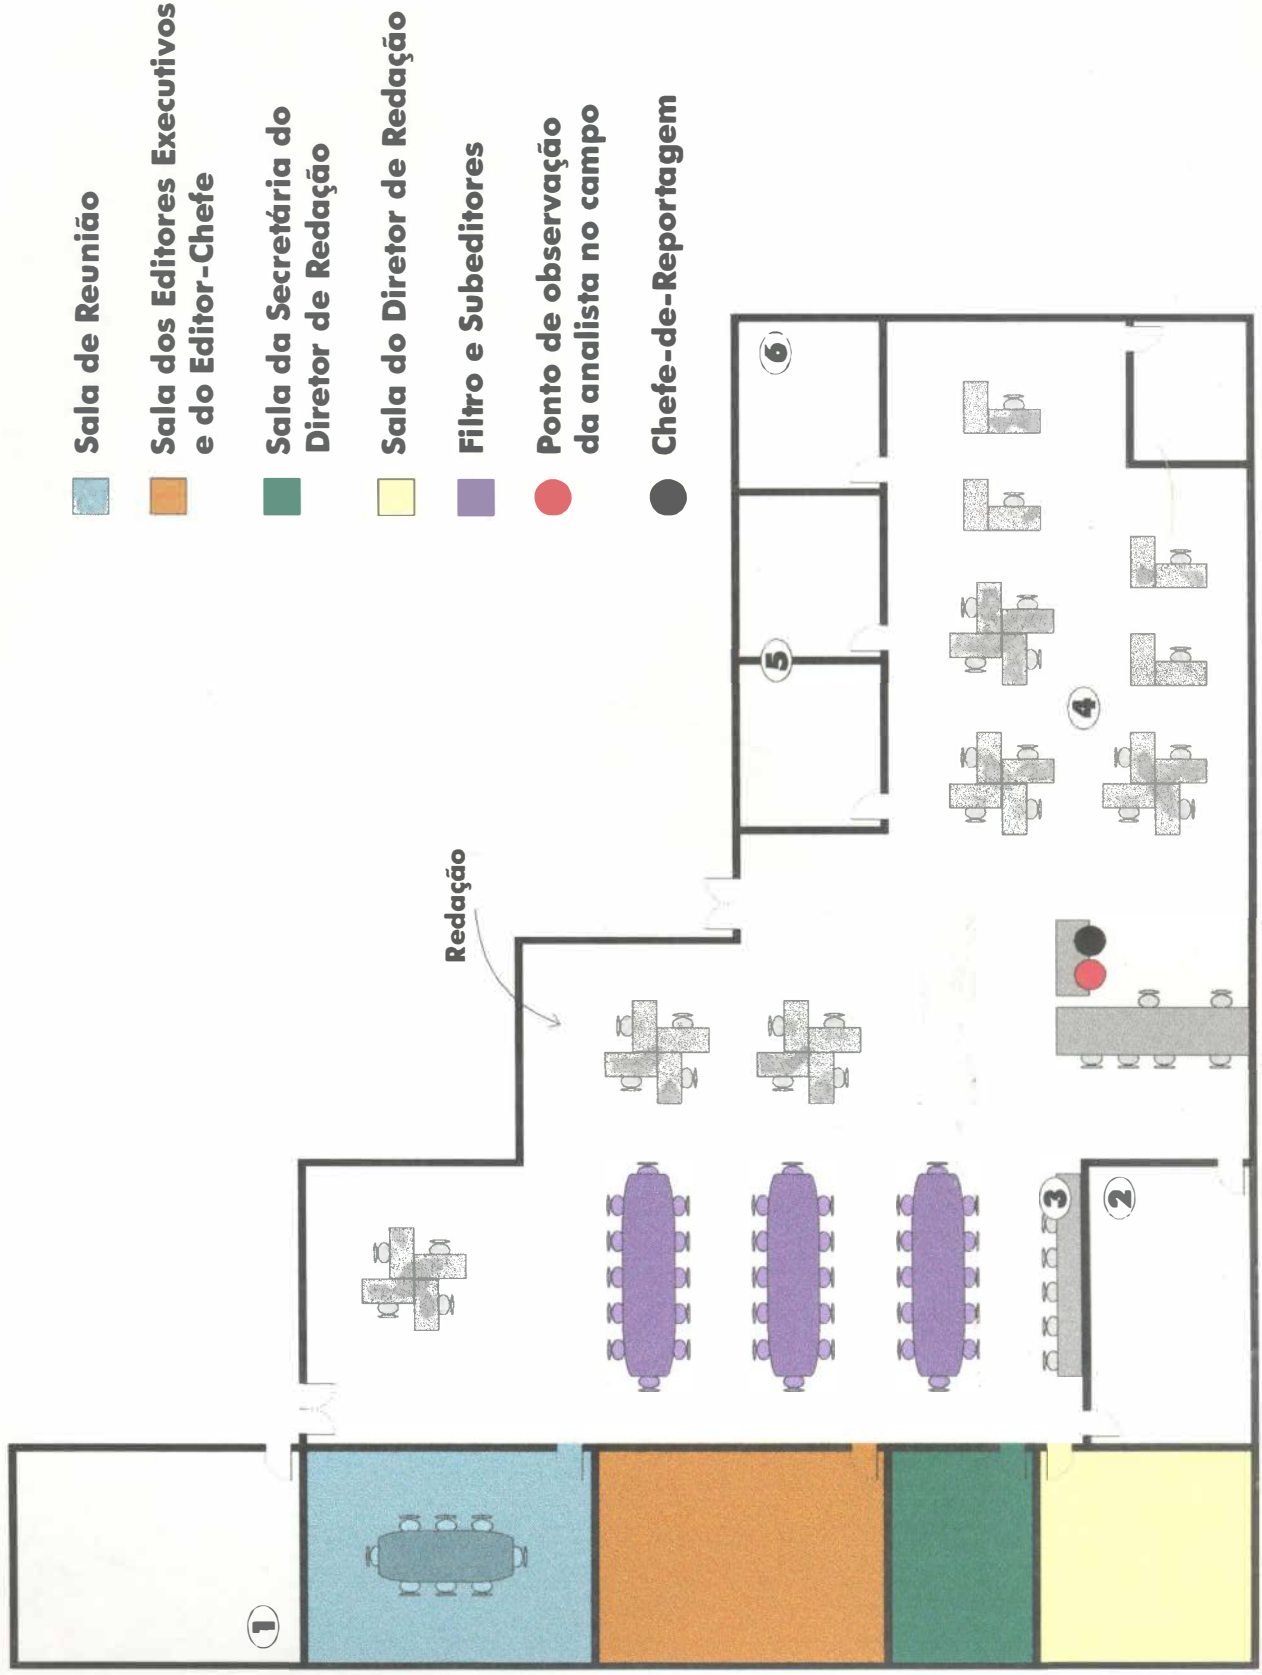 Sala de Reunião
Sala dos Editores Executivos
e do Editor-Chefe
Sala da Secretária do
Diretor de Redação
Sala do Diretor de Redação
Filtro e Subeditores
Ponto de observação
da analista no campo
Chefe-de-Reportagem
Redação
1
2
3
4
5
6